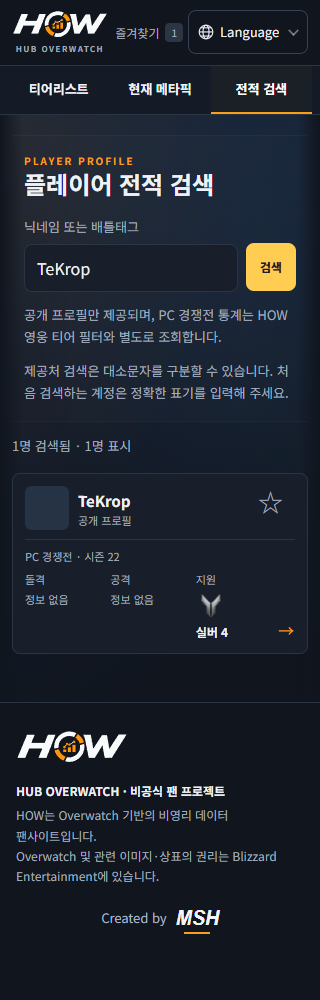 HOW
HUB OVERWATCH
즐겨찾기 1
Language
티어리스트
현재 메타픽
전적 검색
PLAYER PROFILE
플레이어 전적 검색
닉네임 또는 배틀태그
TeKrop
검색
공개 프로필만 제공되며, PC 경쟁전 통계는 HOW
영웅 티어 필터와 별도로 조회합니다.
제공처 검색은 대소문자를 구분할 수 있습니다. 처
음 검색하는 계정은 정확한 표기를 입력해 주세요.
1명 검색됨 · 1명 표시
TeKrop
공개 프로필
PC 경쟁전 · 시즌 22
돌격 공격 지원
정보 없음 정보 없음
실버 4 →
HOW
HUB OVERWATCH · 비공식 팬 프로젝트
HOW는 Overwatch 기반의 비영리 데이터
팬사이트입니다.
Overwatch 및 관련 이미지·상표의 권리는 Blizzard
Entertainment에 있습니다.
Created by MSH